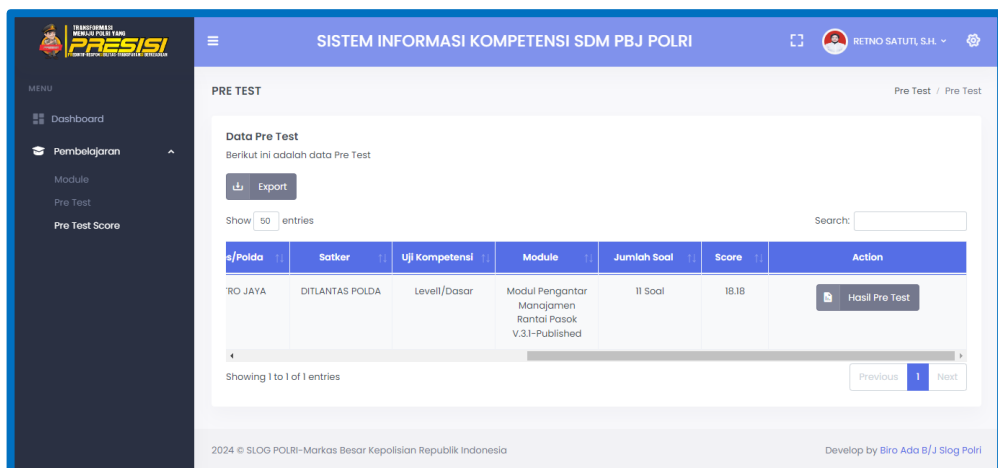 TRANSFORMASI
MENUJU POLRI YANG
PRESISI
SISTEM INFORMASI KOMPETENSI SDM PBJ POLRI
RETNO SATUTI, S.H.
MENU
Dashboard
Pembelajaran
Module
Pre Test
Pre Test Score
PRE TEST
Pre Test / Pre Test
Data Pre Test
Berikut ini adalah data Pre Test
Export
Show 50 entries
Search:
s/Polda Satker Uji Kompetensi Module Jumlah Soal Score Action
RO JAYA DITLANTAS POLDA Level1/Dasar Modul Pengantar 11 Soal 18.18 Hasil Pre Test
Manajamen
Rantai Pasok
V.3.1-Published
Showing 1 to 1 of 1 entries
Previous 1 Next
2024 © SLOG POLRI-Markas Besar Kepolisian Republik Indonesia
Develop by Biro Ada B/J Slog Polri